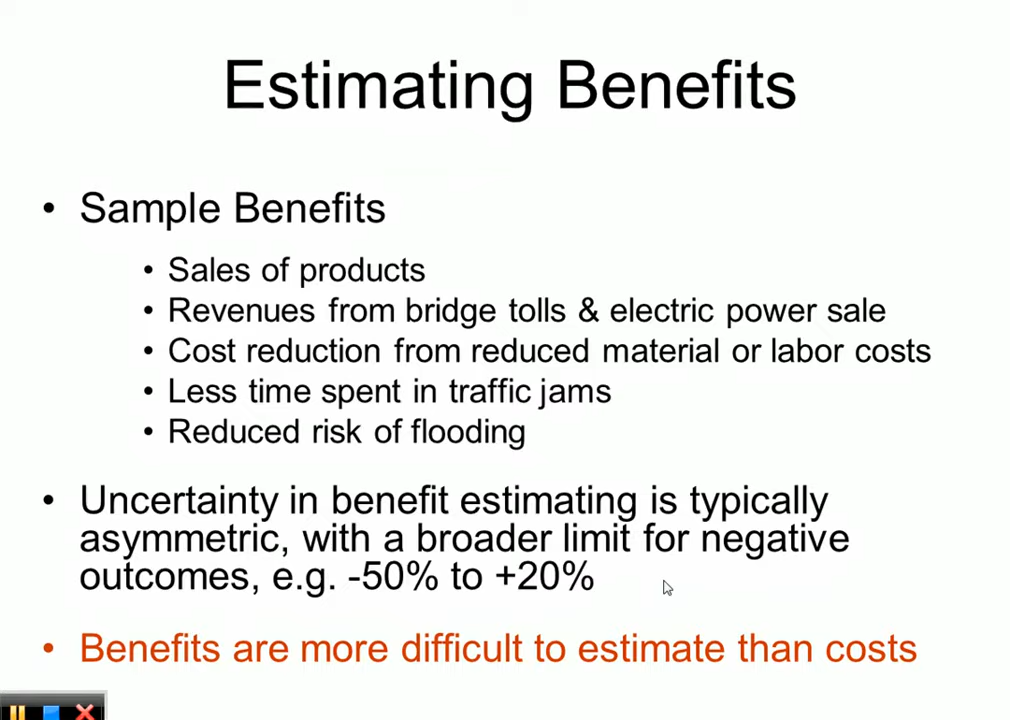 Estimating Benefits
• Sample Benefits
• Sales of products
• Revenues from bridge tolls & electric power sale
• Cost reduction from reduced material or labor costs
• Less time spent in traffic jams
• Reduced risk of flooding
• Uncertainty in benefit estimating is typically
asymmetric, with a broader limit for negative
outcomes, e.g. -50% to +20%
• Benefits are more difficult to estimate than costs